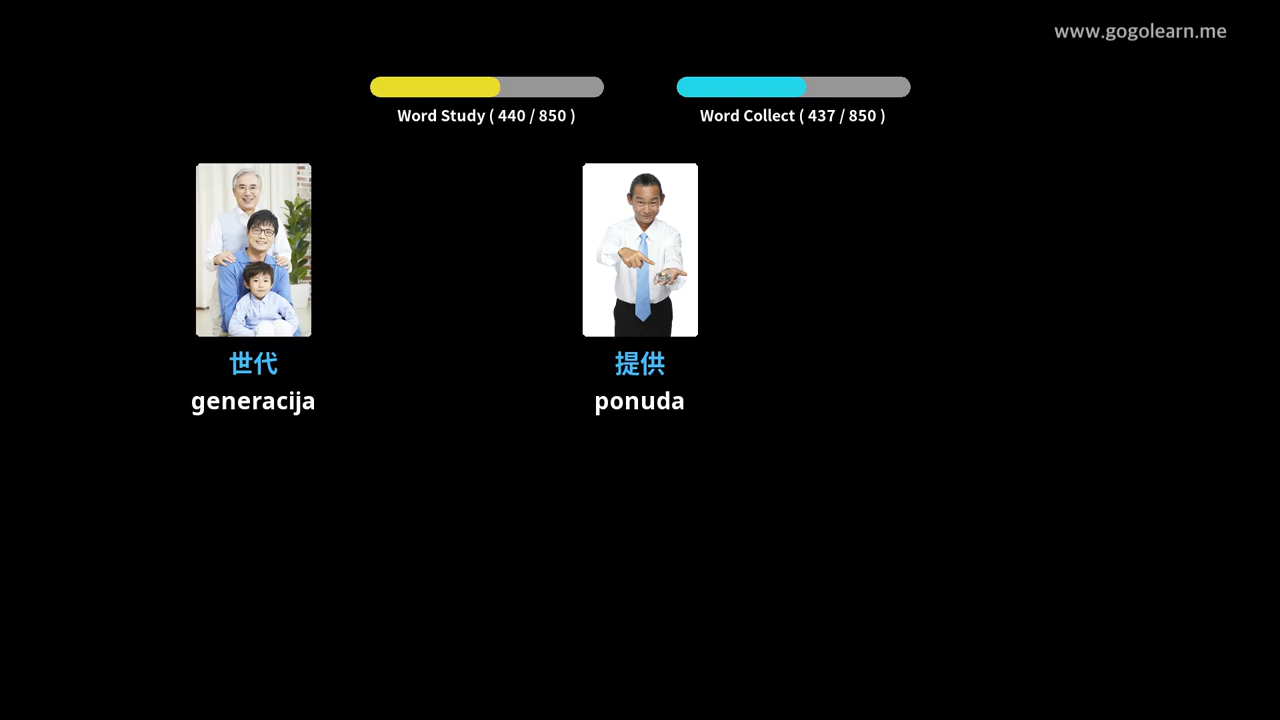 www.gogolearn.me
Word Study ( 440 / 850 )
Word Collect ( 437 / 850 )
世代
generacija
提供
ponuda